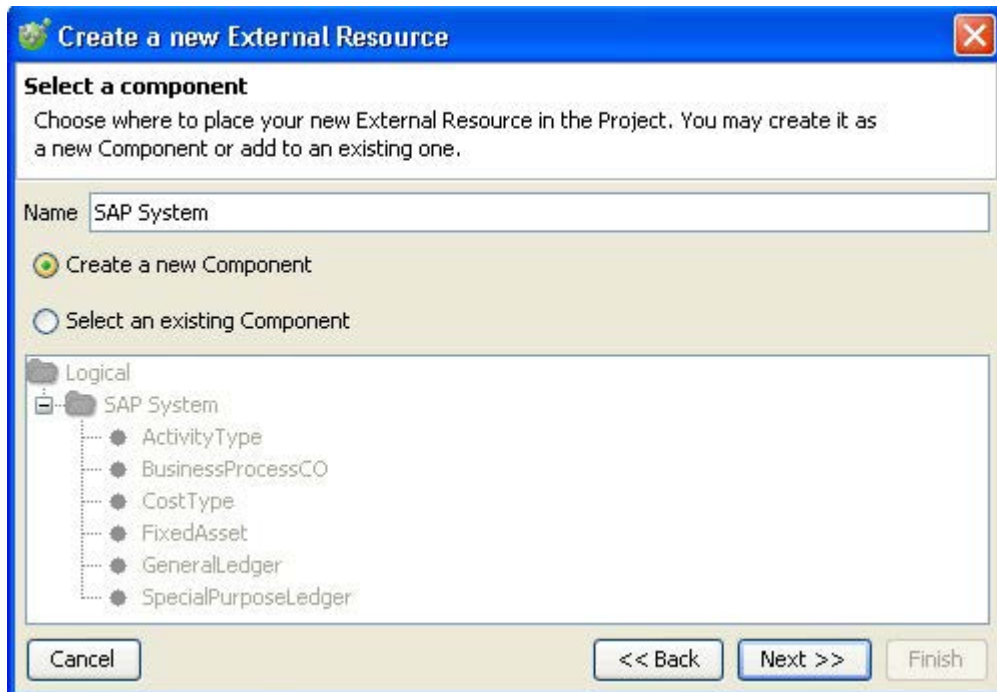 Create a new External Resource
Select a component
Choose where to place your new External Resource in the Project. You may create it as
a new Component or add to an existing one.
Name SAP System
Create a new Component
Select an existing Component
Logical
SAP System
ActivityType
BusinessProcessCO
CostType
FixedAsset
GeneralLedger
SpecialPurposeLedger
Cancel << Back Next >> Finish